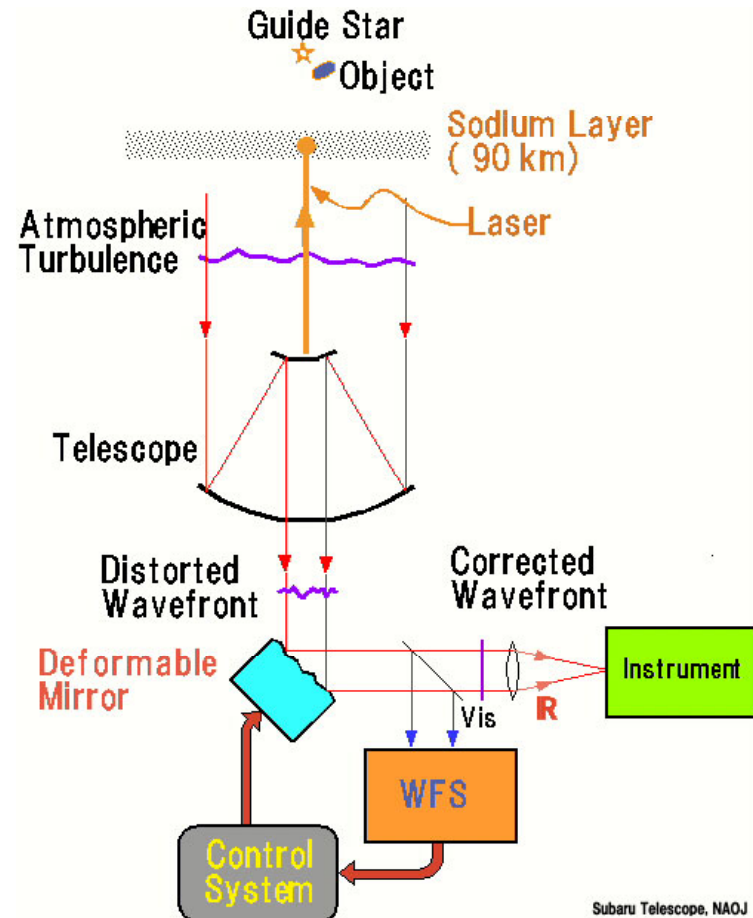 Guide Star
Object
Sodium Layer
( 90 km)
Laser
Atmospheric
Turbulence
Telescope
Distorted
Wavefront
Corrected
Wavefront
Deformable
Mirror
Instrument
Vis
IR
WFS
Control
System
Subaru Telescope, NAOJ